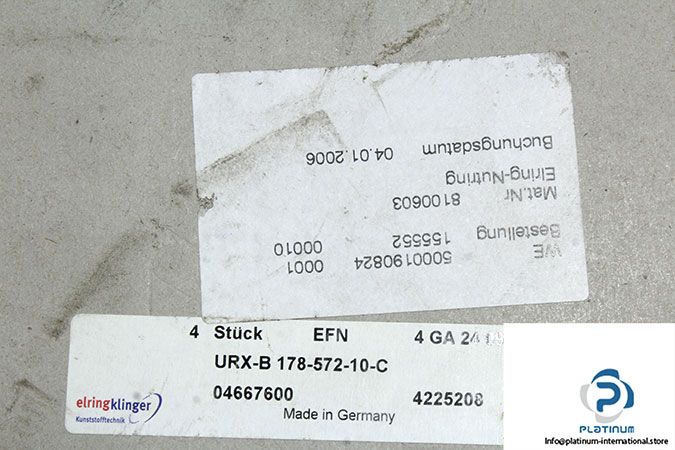 WE 5000190824 0001
Bestellung 155552 00010
Mat.Nr 8100603
Elring-Nutring
Buchungsdatum 04.01.2006
4 Stück EFN 4 GA 24
URX-B 178-572-10-C
04667600 4225208
Made in Germany
elringklinger
Kunststofftechnik
PLATINUM
Info@platinum-international.store